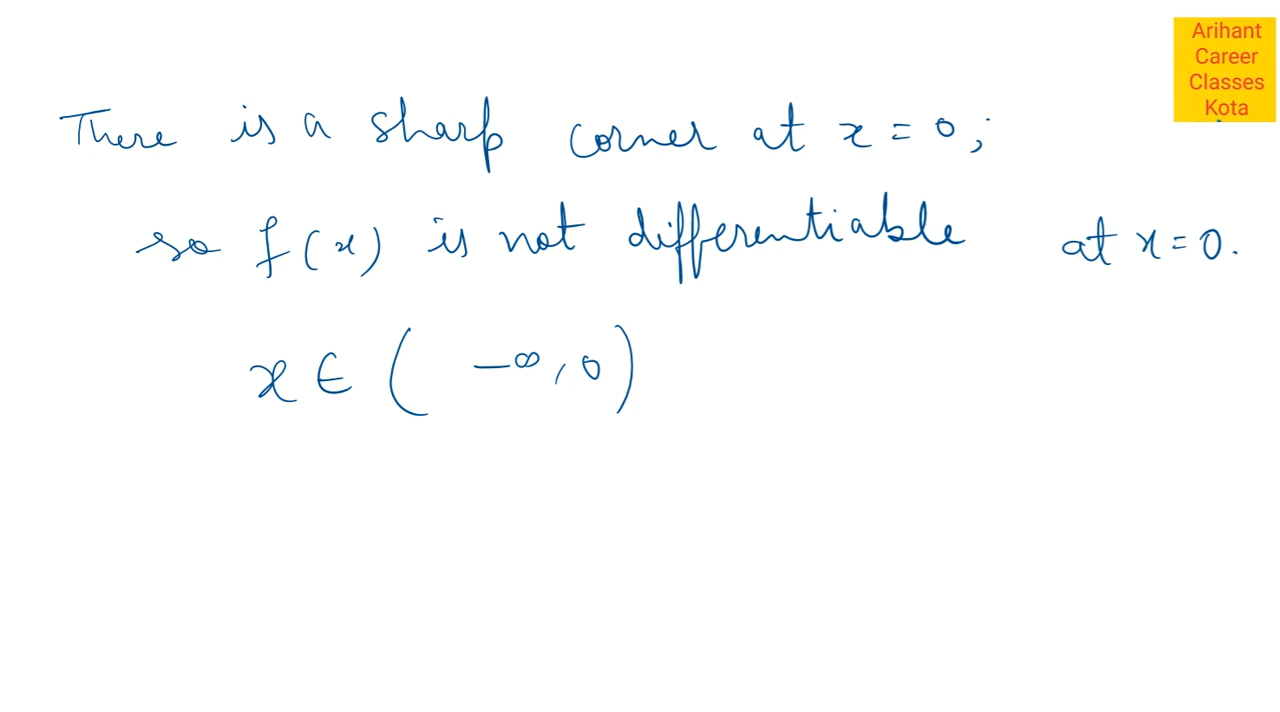 Arihant
Career
Classes
Kota
There is a sharp corner at x = 0;
so f(x) is not differentiable at x = 0.
x ∈ ( -∞, 0)